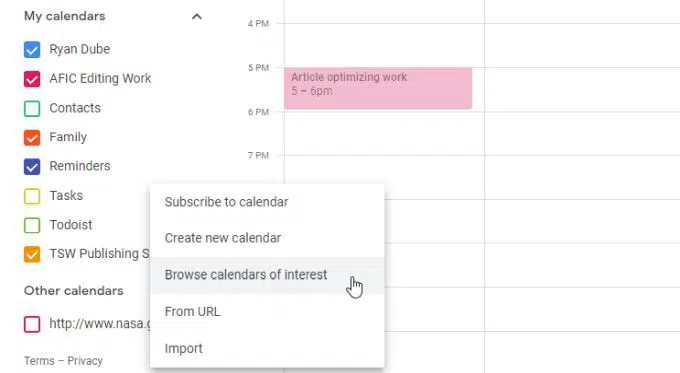 My calendars
Ryan Dube
AFIC Editing Work
Contacts
Family
Reminders
Tasks
Todoist
TSW Publishing S
Other calendars
http://www.nasa.g
Terms – Privacy
4 PM
5 PM
6 PM
7 PM
Article optimizing work
5 – 6pm
Subscribe to calendar
Create new calendar
Browse calendars of interest
From URL
Import